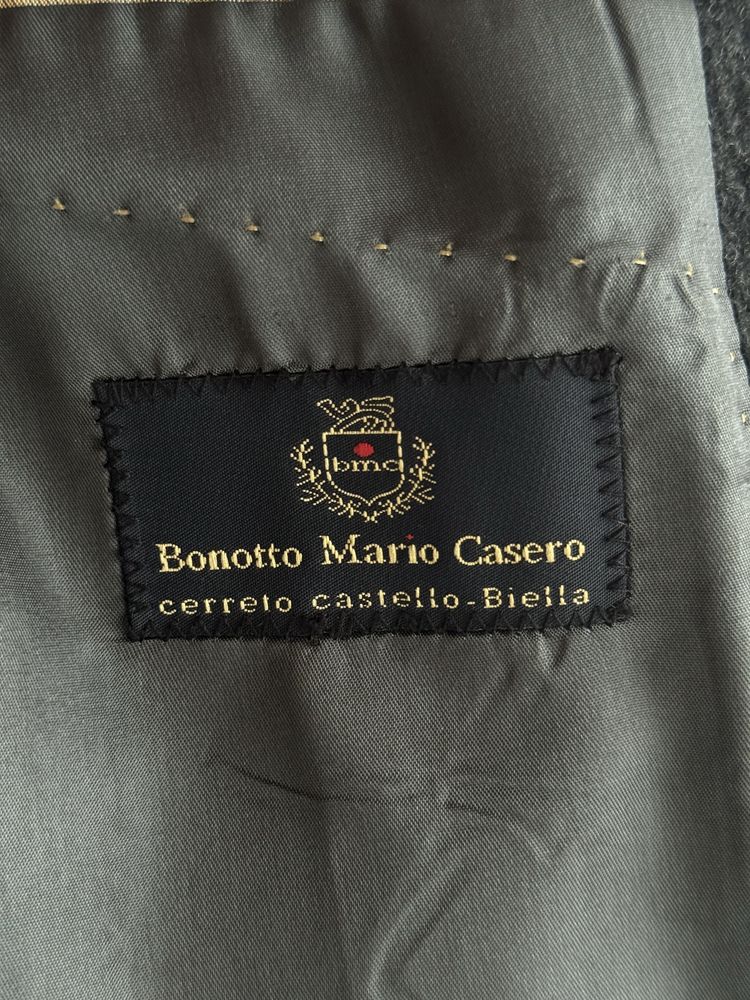 bmc
Bonotto Mario Casero
cerreto castello-Biella